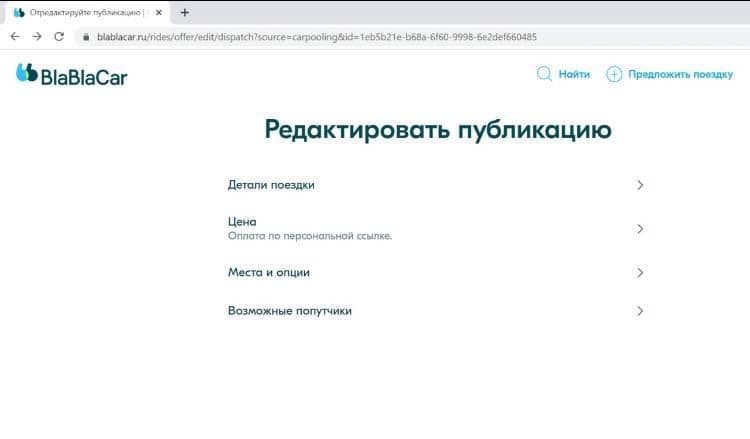 Отредактируйте публикацию |
blablacar.ru/rides/offer/edit/dispatch?source=carpooling&id=1eb5b21e-b68a-6f60-9998-6e2def660485
BlaBlaCar
Найти
Предложить поездку
Редактировать публикацию
Детали поездки
Цена
Оплата по персональной ссылке.
Места и опции
Возможные попутчики